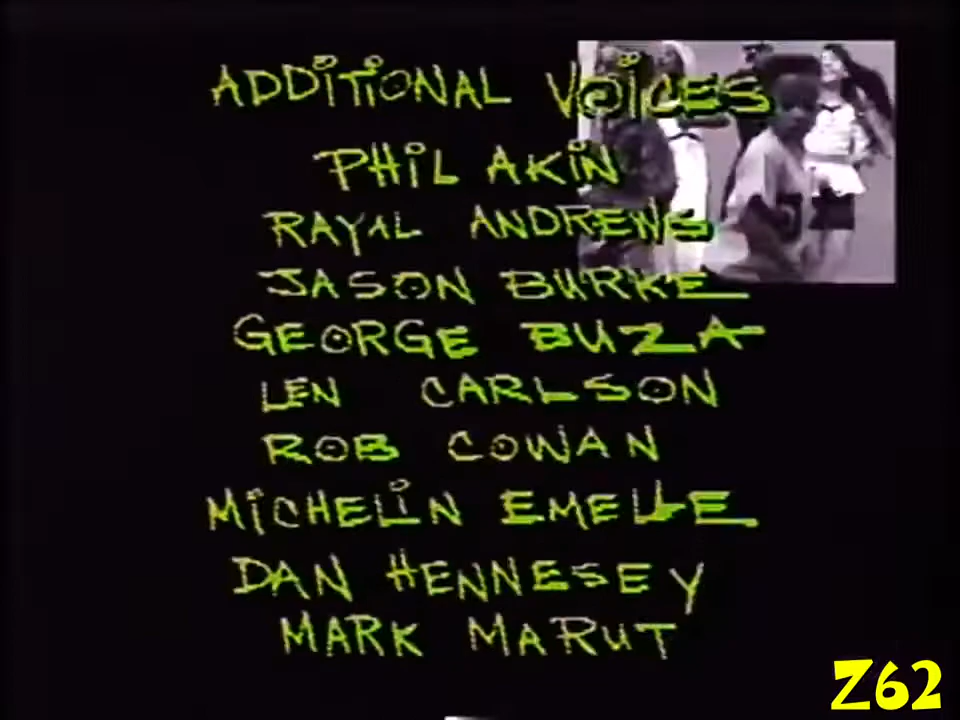 ADDiTiONAL VOiCES
PHiL AKiN
RAYAL ANDREWS
JASON BURKE
GEORGE BUZA
LEN CARLSON
ROB COWAN
MiCHELiN EMELLE
DAN HENNESEY
MARK MARUT
Z62